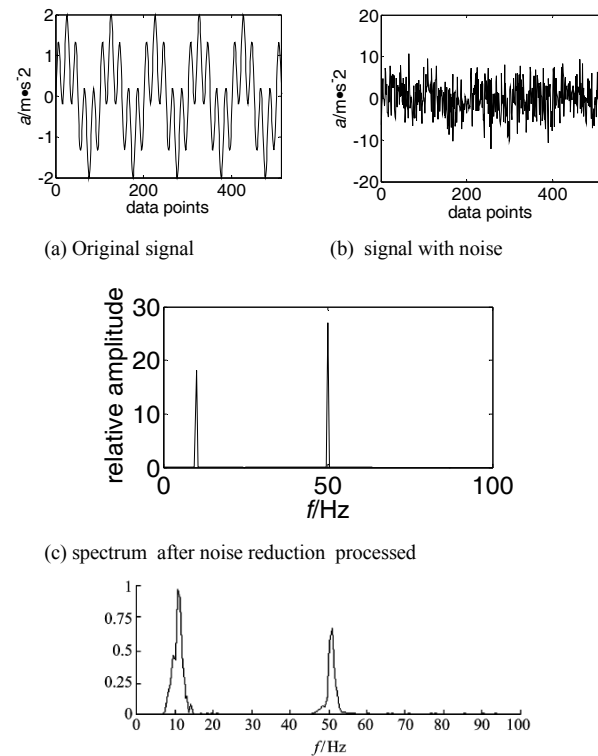 2
1
0
-1
-2
a/m•s-2
0
200
400
data points
20
10
0
-10
-20
a/m•s-2
0
200
400
data points
(a) Original signal
(b) signal with noise
30
20
10
0
relative amplitude
0
50
100
f/Hz
(c) spectrum after noise reduction processed
1
0.75
0.5
0.25
0
0 10 20 30 40 50 60 70 80 90 100
f/Hz